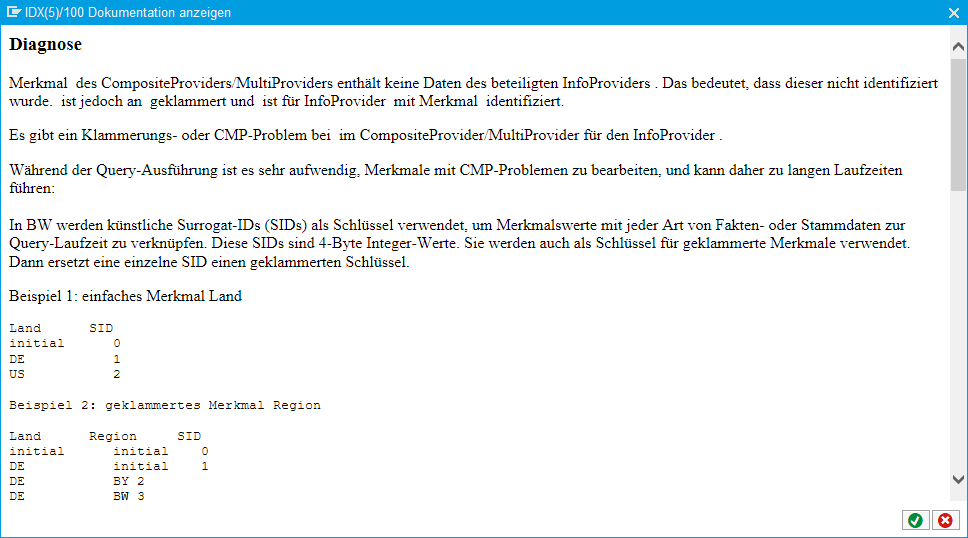 IDX(5)/100 Dokumentation anzeigen
Diagnose
Merkmal  des CompositeProviders/MultiProviders enthält keine Daten des beteiligten InfoProviders . Das bedeutet, dass dieser nicht identifiziert
wurde.  ist jedoch an  geklammert und  ist für InfoProvider  mit Merkmal  identifiziert.
Es gibt ein Klammerungs- oder CMP-Problem bei  im CompositeProvider/MultiProvider für den InfoProvider .
Während der Query-Ausführung ist es sehr aufwendig, Merkmale mit CMP-Problemen zu bearbeiten, und kann daher zu langen Laufzeiten
führen:
In BW werden künstliche Surrogat-IDs (SIDs) als Schlüssel verwendet, um Merkmalswerte mit jeder Art von Fakten- oder Stammdaten zur
Query-Laufzeit zu verknüpfen. Diese SIDs sind 4-Byte Integer-Werte. Sie werden auch als Schlüssel für geklammerte Merkmale verwendet.
Dann ersetzt eine einzelne SID einen geklammerten Schlüssel.
Beispiel 1: einfaches Merkmal Land
Land      SID
initial      0
DE           1
US           2
Beispiel 2: geklammertes Merkmal Region
Land      Region     SID
initial      initial    0
DE           initial    1
DE           BY 2
DE           BW 3